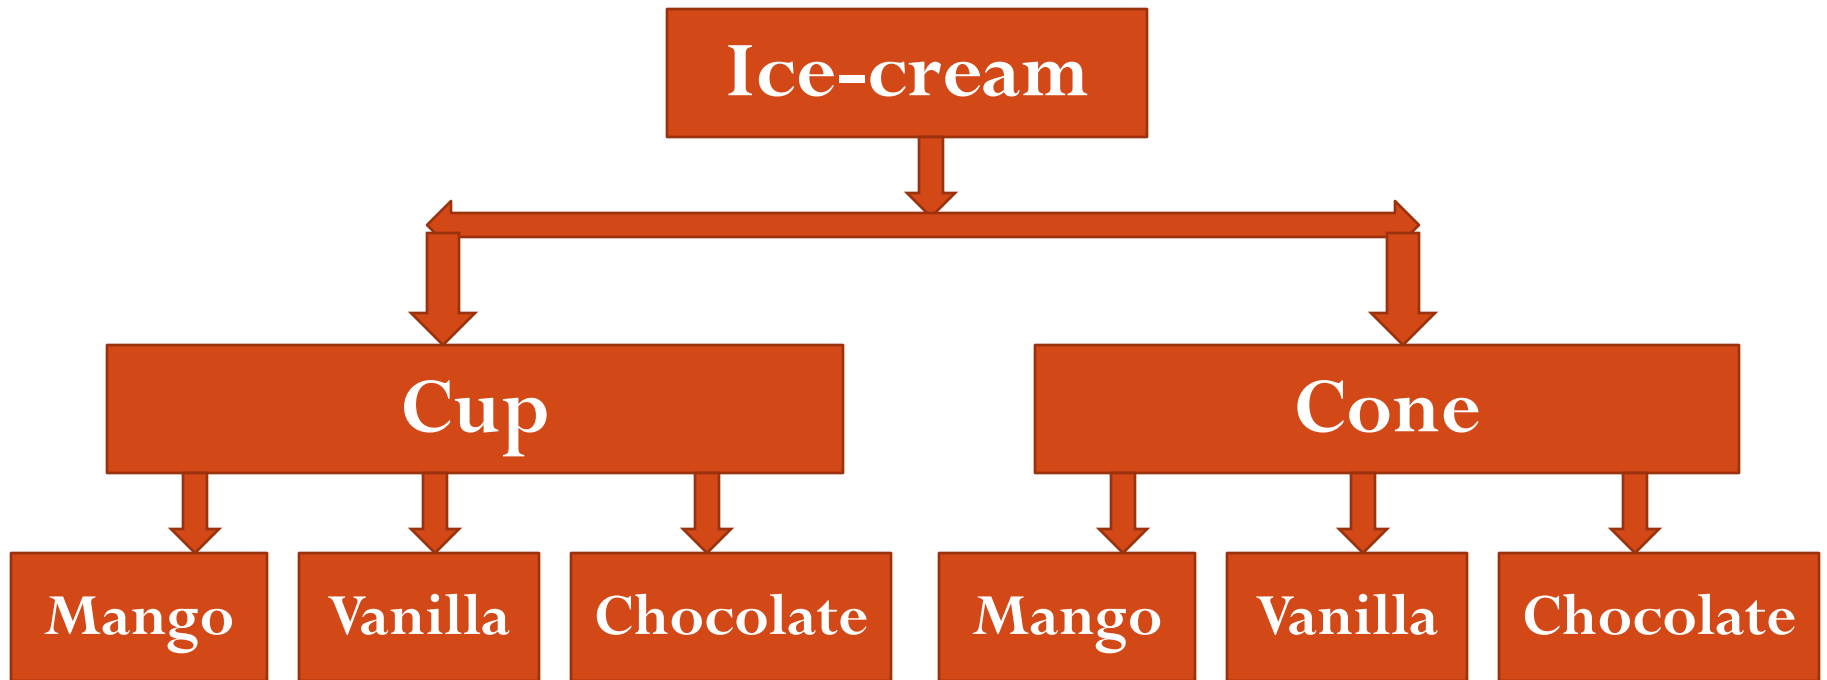 Ice-cream
Cup
Cone
Mango
Vanilla
Chocolate
Mango
Vanilla
Chocolate